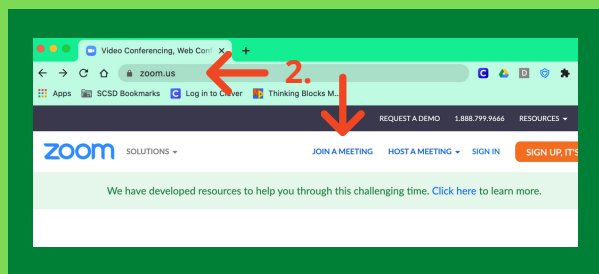 Video Conferencing, Web Conf
zoom.us
2.
Apps SCSD Bookmarks C Log in to Clever Thinking Blocks M...
REQUEST A DEMO 1.888.799.9666 RESOURCES
zoom SOLUTIONS JOIN A MEETING HOST A MEETING SIGN IN SIGN UP, IT'S
We have developed resources to help you through this challenging time. Click here to learn more.